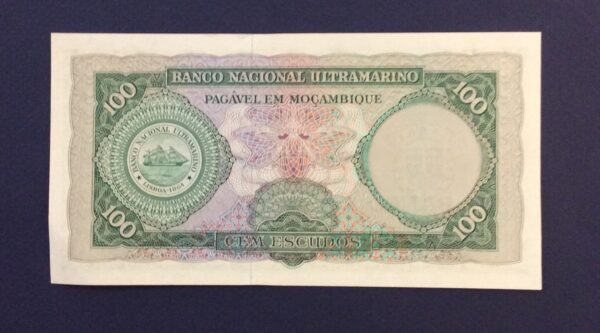 BANCO NACIONAL ULTRAMARINO
PAGÁVEL EM MOÇAMBIQUE
100
100
BANCO NACIONAL ULTRAMARINO
LISBOA-1864
100
100
CEM ESCUDOS